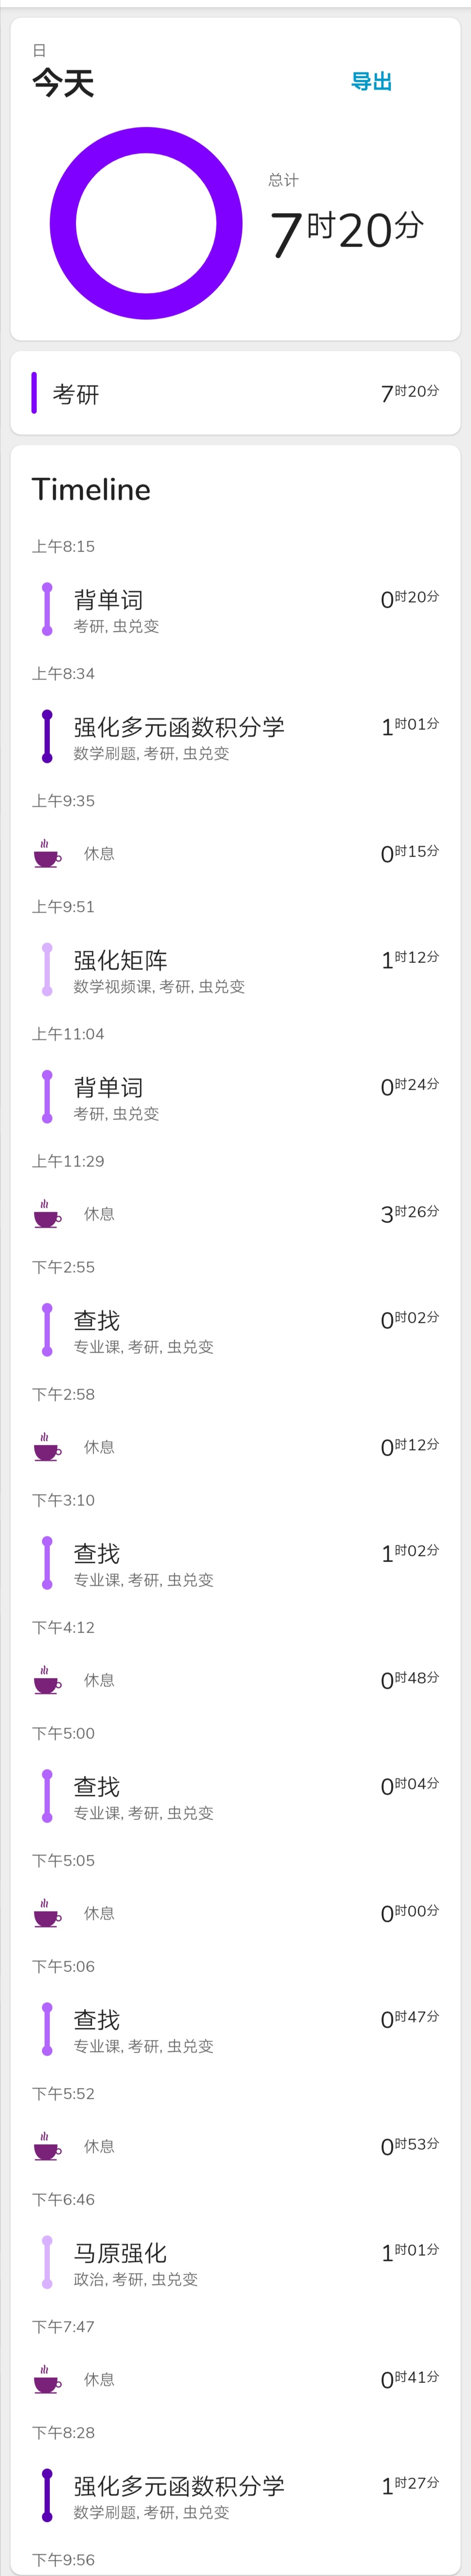 日
今天
导出
总计
7时20分
考研
7时20分
Timeline
上午8:15
背单词
0时20分
考研, 虫兑变
上午8:34
强化多元函数积分学
1时01分
数学刷题, 考研, 虫兑变
上午9:35
休息
0时15分
上午9:51
强化矩阵
1时12分
数学视频课, 考研, 虫兑变
上午11:04
背单词
0时24分
考研, 虫兑变
上午11:29
休息
3时26分
下午2:55
查找
0时02分
专业课, 考研, 虫兑变
下午2:58
休息
0时12分
下午3:10
查找
1时02分
专业课, 考研, 虫兑变
下午4:12
休息
0时48分
下午5:00
查找
0时04分
专业课, 考研, 虫兑变
下午5:05
休息
0时00分
下午5:06
查找
0时47分
专业课, 考研, 虫兑变
下午5:52
休息
0时53分
下午6:46
马原强化
1时01分
政治, 考研, 虫兑变
下午7:47
休息
0时41分
下午8:28
强化多元函数积分学
1时27分
数学刷题, 考研, 虫兑变
下午9:56